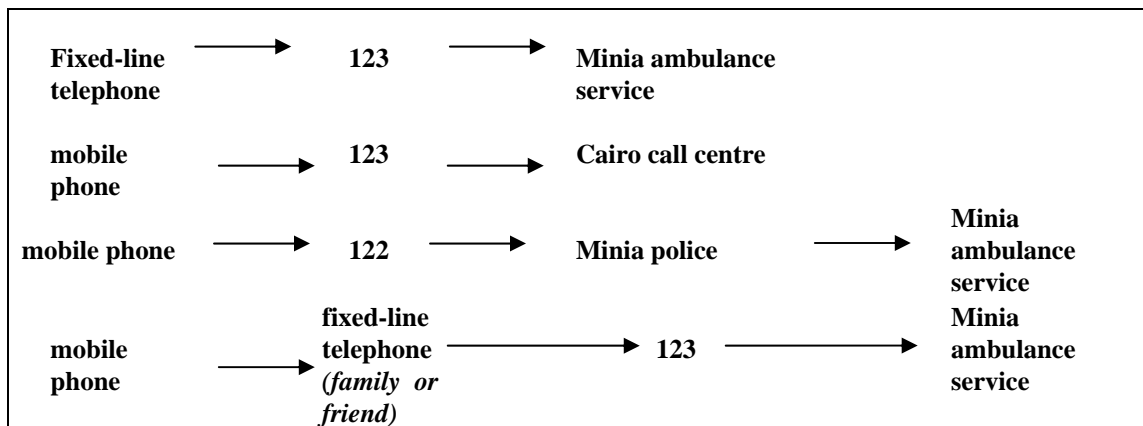 Fixed-line 123 Minia ambulance
telephone service
mobile 123 Cairo call centre
phone
Minia
mobile phone 122 Minia police ambulance
service
fixed-line Minia
mobile telephone 123 ambulance
phone (family or service
friend)